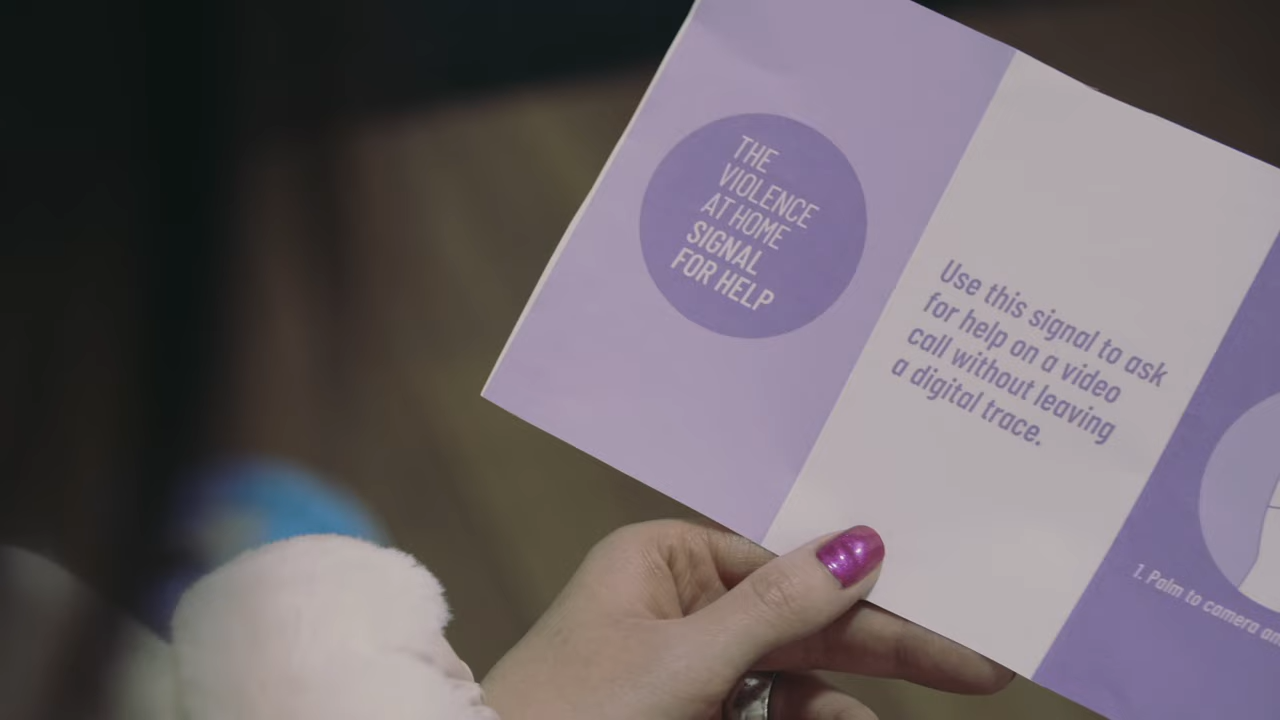 THE
VIOLENCE
AT HOME
SIGNAL
FOR HELP
Use this signal to ask
for help on a video
call without leaving
a digital trace.
1. Palm to camera an